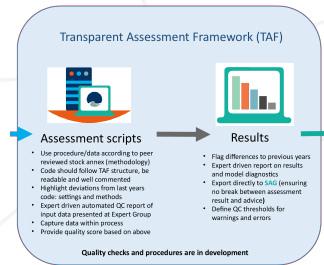 Transparent Assessment Framework (TAF)
Assessment scripts
• Use procedure/data according to peer
reviewed stock annex (methodology)
• Code should follow TAF structure, be
readable and well commented
• Highlight deviations from last years
code: settings and methods
• Expert driven automated QC report of
input data presented at Expert Group
• Capture data within process
• Provide quality score based on above
Results
• Flag differences to previous years
• Expert driven report on results
and model diagnostics
• Export directly to SAG (ensuring
no break between assessment
result and advice)
• Define QC thresholds for
warnings and errors
Quality checks and procedures are in development